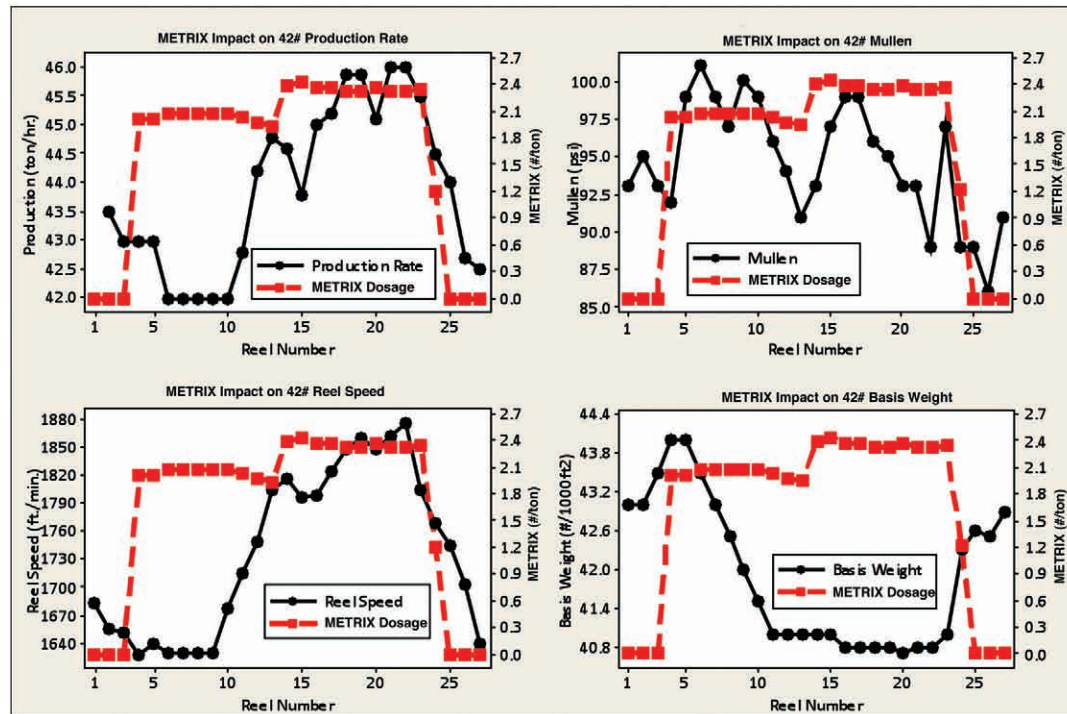 METRIX Impact on 42# Production Rate
46.0
45.5
45.0
44.5
44.0
43.5
43.0
42.5
42.0
Production (ton/hr.)
2.7
2.4
2.1
1.8
1.5
1.2
0.9
0.6
0.3
0.0
METRIX (#/ton)
Production Rate
METRIX Dosage
1 5 10 15 20 25
Reel Number
METRIX Impact on 42# Mullen
100.0
97.5
95.0
92.5
90.0
87.5
85.0
Mullen (psi)
2.7
2.4
2.1
1.8
1.5
1.2
0.9
0.6
0.3
0.0
METRIX (#/ton)
Mullen
METRIX Dosage
1 5 10 15 20 25
Reel Number
METRIX Impact on 42# Reel Speed
1880
1850
1820
1790
1760
1730
1700
1670
1640
Reel Speed (ft./min.)
2.7
2.4
2.1
1.8
1.5
1.2
0.9
0.6
0.3
0.0
METRIX (#/ton)
Reel Speed
METRIX Dosage
1 5 10 15 20 25
Reel Number
METRIX Impact on 42# Basis Weight
44.4
43.8
43.2
42.6
42.0
41.4
40.8
Basis Weight (#/1000ft2)
2.7
2.4
2.1
1.8
1.5
1.2
0.9
0.6
0.3
0.0
METRIX (#/ton)
Basis Weight
METRIX Dosage
1 5 10 15 20 25
Reel Number